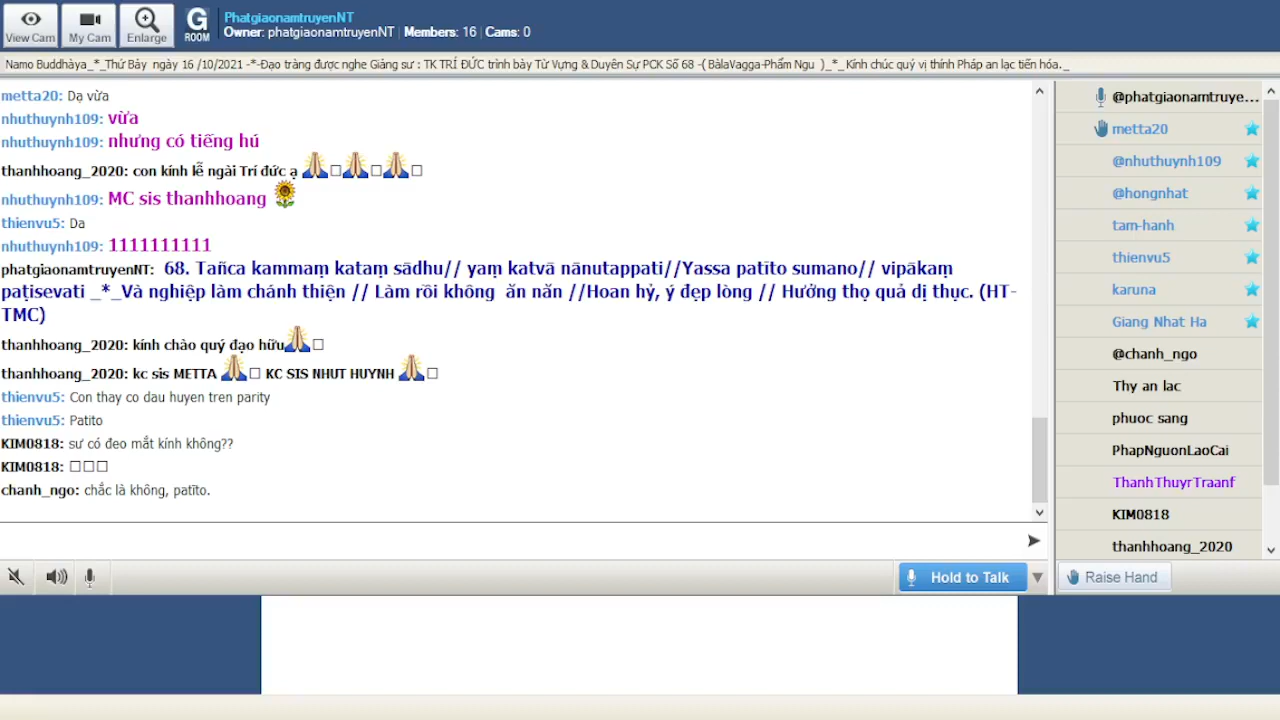 View Cam
My Cam
Enlarge
G
ROOM
PhatgiaonamtruyenNT
Owner: phatgiaonamtruyenNT | Members: 16 | Cams: 0
Namo Buddhàya_*_Thứ Bảy ngày 16 /10/2021 -*-Đạo tràng được nghe Giảng sư : TK TRÍ ĐỨC trình bày Từ Vựng & Duyên Sự PCK Số 68 -( BàlaVagga-Phẩm Ngu )_*_ Kính chúc quý vị thính Pháp an lạc tiến hóa._
metta20: Dạ vừa
nhuthuynh109: vừa
nhuthuynh109: nhưng có tiếng hú
thanhhoang_2020: con kính lễ ngài Trí đức ạ 🙏□🙏□🙏□
nhuthuynh109: MC sis thanhhoang 🌻
thienvu5: Da
nhuthuynh109: 1111111111
phatgiaonamtruyenNT: 68. Tañca kammaṃ kataṃ sādhu// yaṃ katvā nānutappati//Yassa patīto sumano// vipākaṃ
paṭisevati _*_Và nghiệp làm chánh thiện // Làm rồi không ăn năn //Hoan hỷ, ý đẹp lòng // Hưởng thọ quả dị thục. (HT-
TMC)
thanhhoang_2020: kính chào quý đạo hữu🙏□
thanhhoang_2020: kc sis METTA 🙏□ KC SIS NHUT HUYNH 🙏□
thienvu5: Con thay co dau huyen tren parity
thienvu5: Patito
KIM0818: sư có đeo mắt kính không??
KIM0818: □□□
chanh_ngo: chắc là không, patīto.
Hold to Talk
@phatgiaonamtruye...
metta20
@nhuthuynh109
@hongnhat
tam-hanh
thienvu5
karuna
Giang Nhat Ha
@chanh_ngo
Thy an lac
phuoc sang
PhapNguonLaoCai
ThanhThuyrTraanf
KIM0818
thanhhoang_2020
Raise Hand